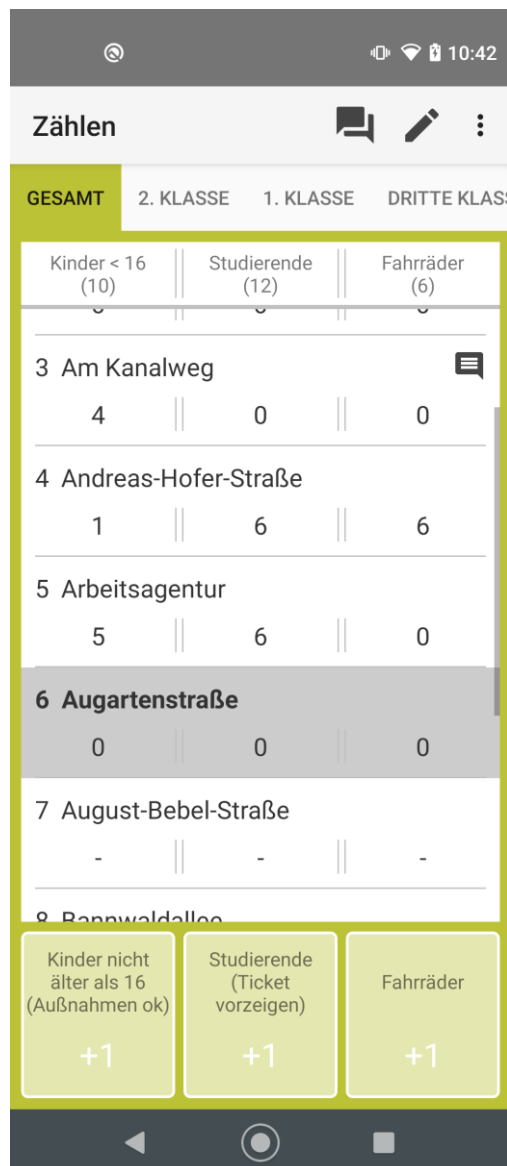 10:42
Zählen
GESAMT 2. KLASSE 1. KLASSE DRITTE KLAS
Kinder < 16 Studierende Fahrräder
(10) (12) (6)
3 Am Kanalweg
4 0 0
4 Andreas-Hofer-Straße
1 6 6
5 Arbeitsagentur
5 6 0
6 Augartenstraße
0 0 0
7 August-Bebel-Straße
- - -
8 Bannwaldallee
Kinder nicht älter als 16 (Außnahmen ok)
+1
Studierende (Ticket vorzeigen)
+1
Fahrräder
+1